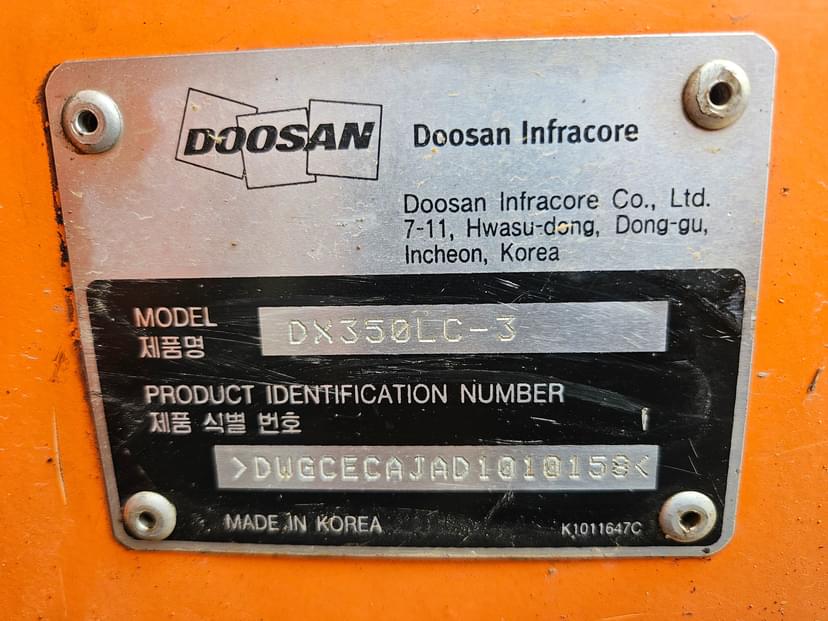 DOOSAN Doosan Infracore
Doosan Infracore Co., Ltd.
7-11, Hwasu-dong, Dong-gu,
Incheon, Korea
MODEL DX350LC-3
제품명
PRODUCT IDENTIFICATION NUMBER
제품 식별 번호
>DWGCECAJAD1010158<
MADE IN KOREA K1011647C